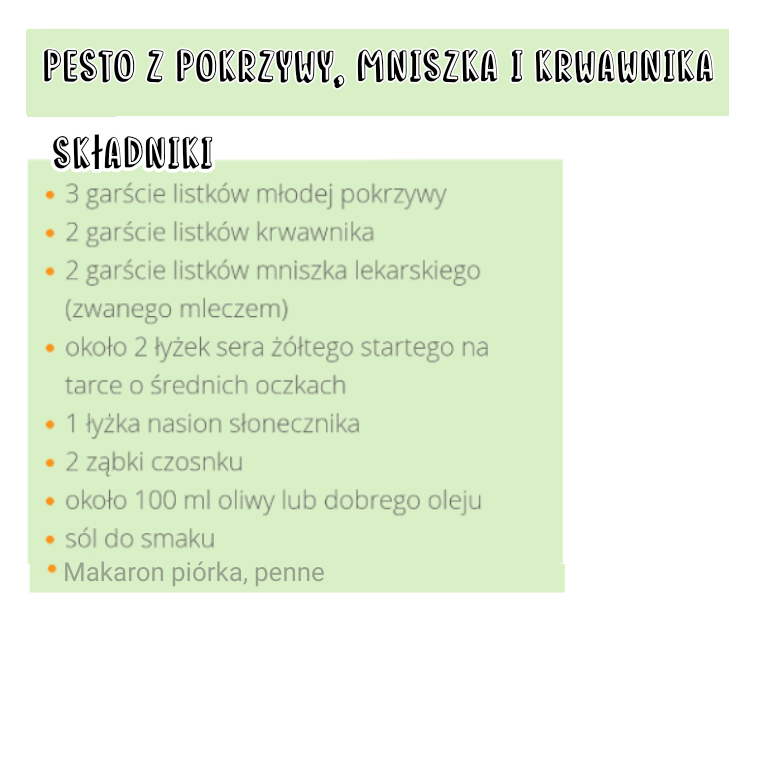 PESTO Z POKRZYWY, MNISZKA I KRWAWNIKA
SKŁADNIKI
• 3 garście listków młodej pokrzywy
• 2 garście listków krwawnika
• 2 garście listków mniszka lekarskiego
(zwanego mleczem)
• około 2 łyżek sera żółtego startego na
tarce o średnich oczkach
• 1 łyżka nasion słonecznika
• 2 ząbki czosnku
• około 100 ml oliwy lub dobrego oleju
• sól do smaku
• Makaron piórka, penne